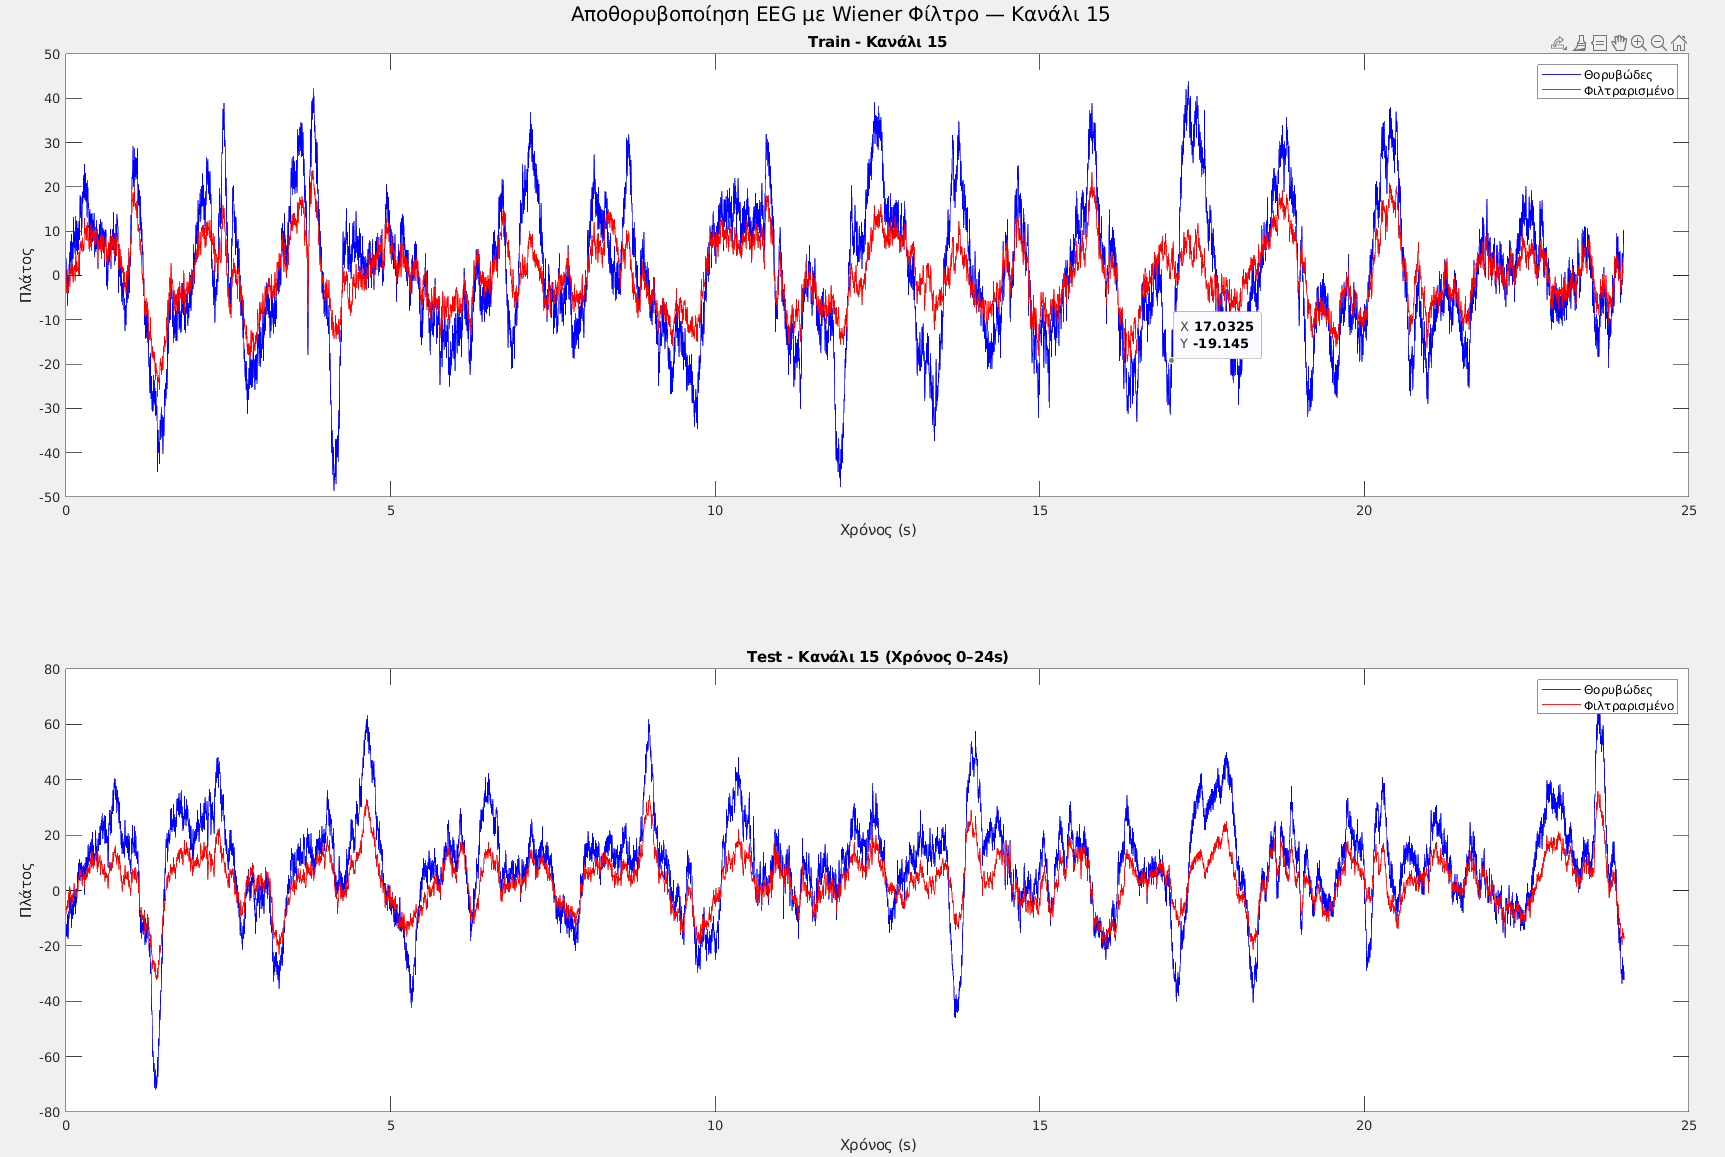 Αποθορυβοποίηση EEG με Wiener Φίλτρο — Κανάλι 15
Train - Κανάλι 15
Θορυβώδες
Φιλτραρισμένο
50
40
30
20
10
0
-10
-20
-30
-40
-50
Πλάτος
X 17.0325
Y -19.145
0 5 10 15 20 25
Χρόνος (s)
Test - Κανάλι 15 (Χρόνος 0–24s)
Θορυβώδες
Φιλτραρισμένο
80
60
40
20
0
-20
-40
-60
-80
Πλάτος
0 5 10 15 20 25
Χρόνος (s)